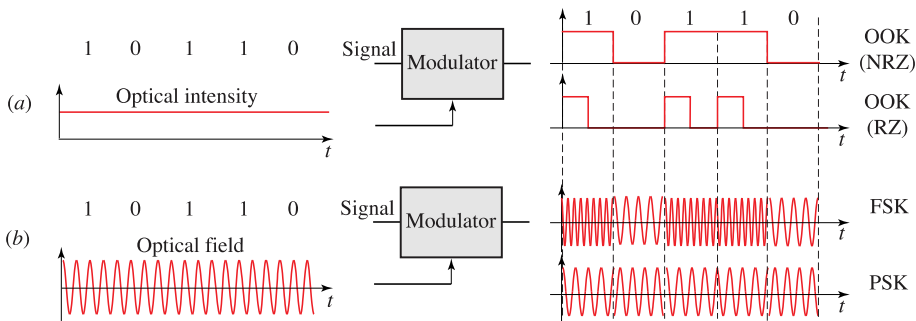 1 0 1 1 0
Signal
Modulator
1 0 1 1 0
OOK
(NRZ)
t
(a)
Optical intensity
t
OOK
(RZ)
t
1 0 1 1 0
Signal
Modulator
FSK
t
(b)
Optical field
t
PSK
t